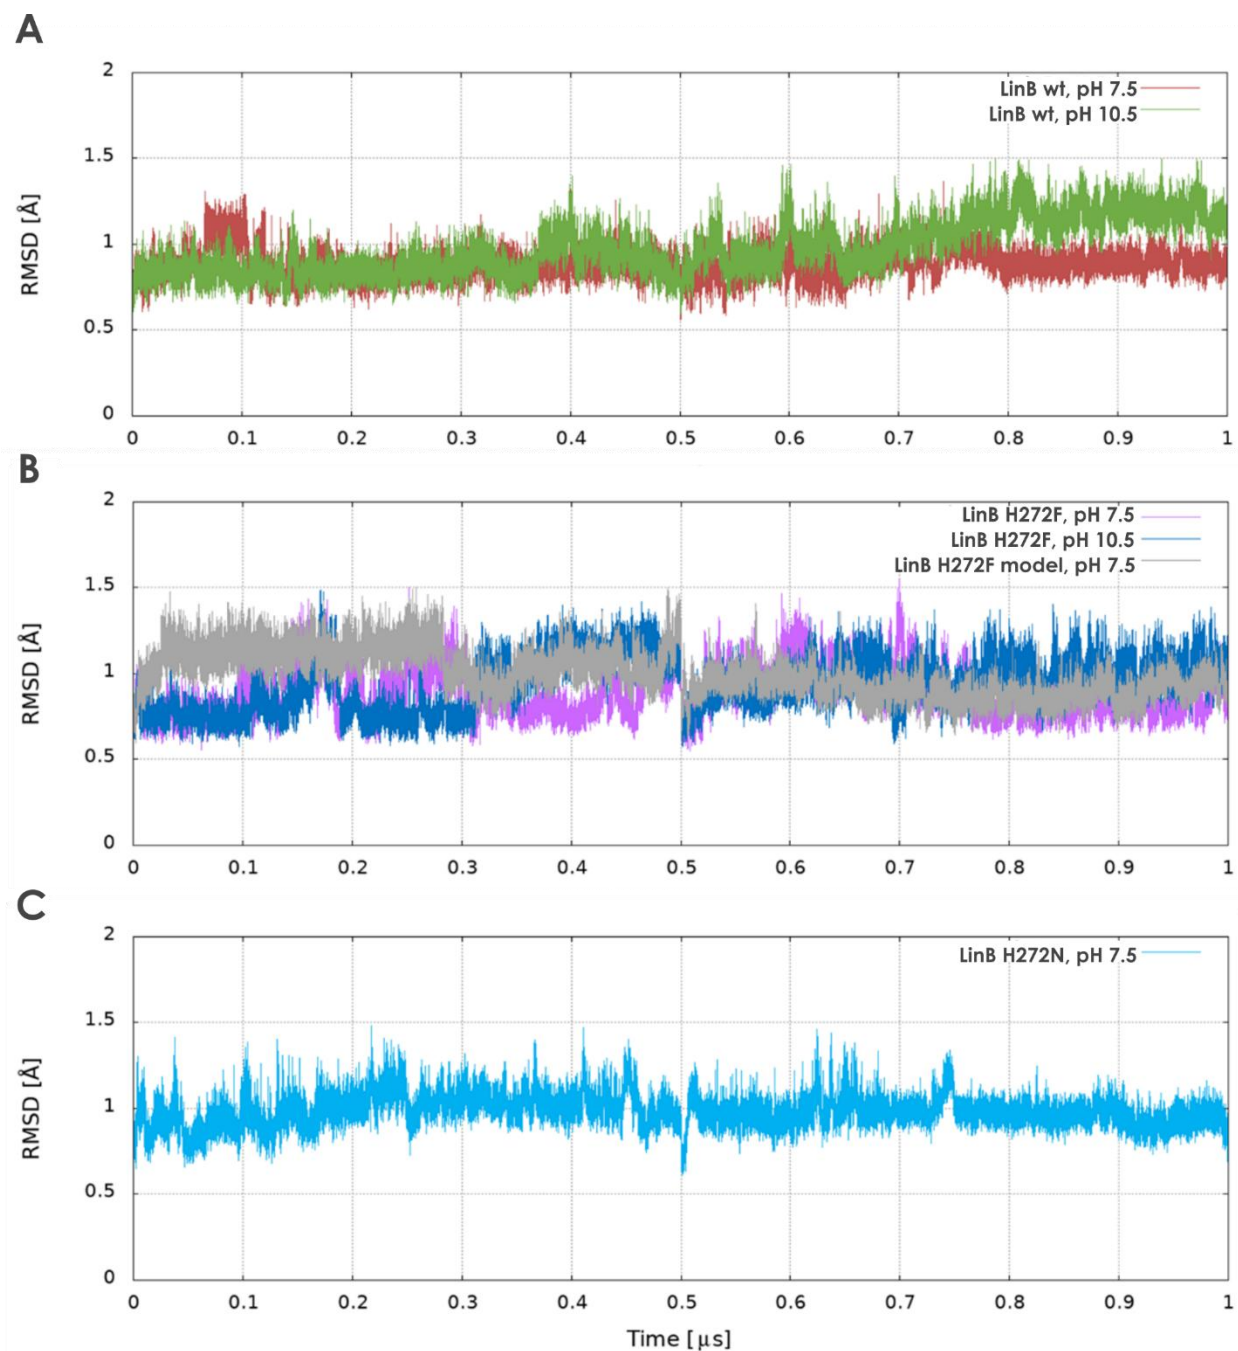 A
2
1.5
1
0.5
0
RMSD [Å]
LinB wt, pH 7.5
LinB wt, pH 10.5
0 0.1 0.2 0.3 0.4 0.5 0.6 0.7 0.8 0.9 1
B
2
1.5
1
0.5
0
RMSD [Å]
LinB H272F, pH 7.5
LinB H272F, pH 10.5
LinB H272F model, pH 7.5
0 0.1 0.2 0.3 0.4 0.5 0.6 0.7 0.8 0.9 1
C
2
1.5
1
0.5
0
RMSD [Å]
LinB H272N, pH 7.5
0 0.1 0.2 0.3 0.4 0.5 0.6 0.7 0.8 0.9 1
Time [μs]